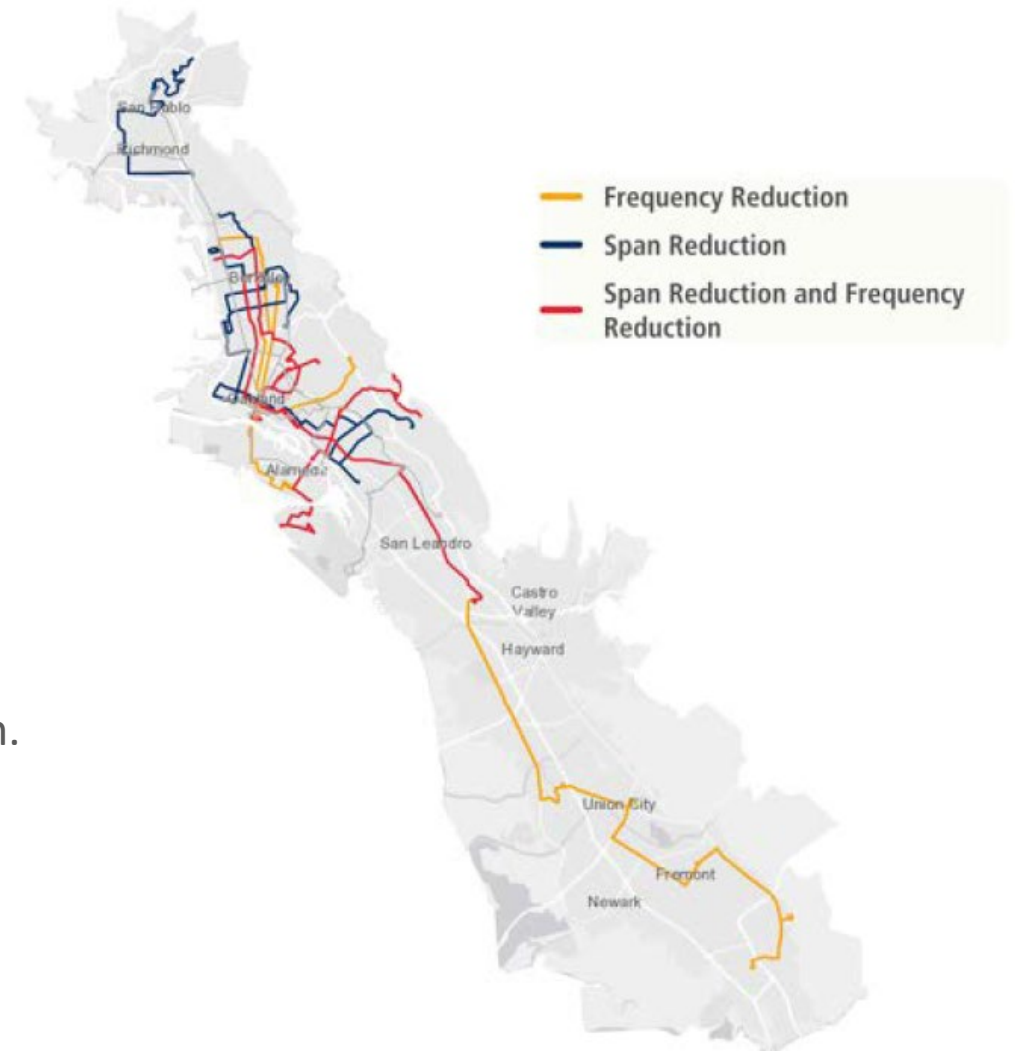 San Pablo
Richmond
Frequency Reduction
Span Reduction
Span Reduction and Frequency
Reduction
Berkeley
Oakland
Alameda
San Leandro
Castro
Valley
Hayward
n.
Union City
Fremont
Newark